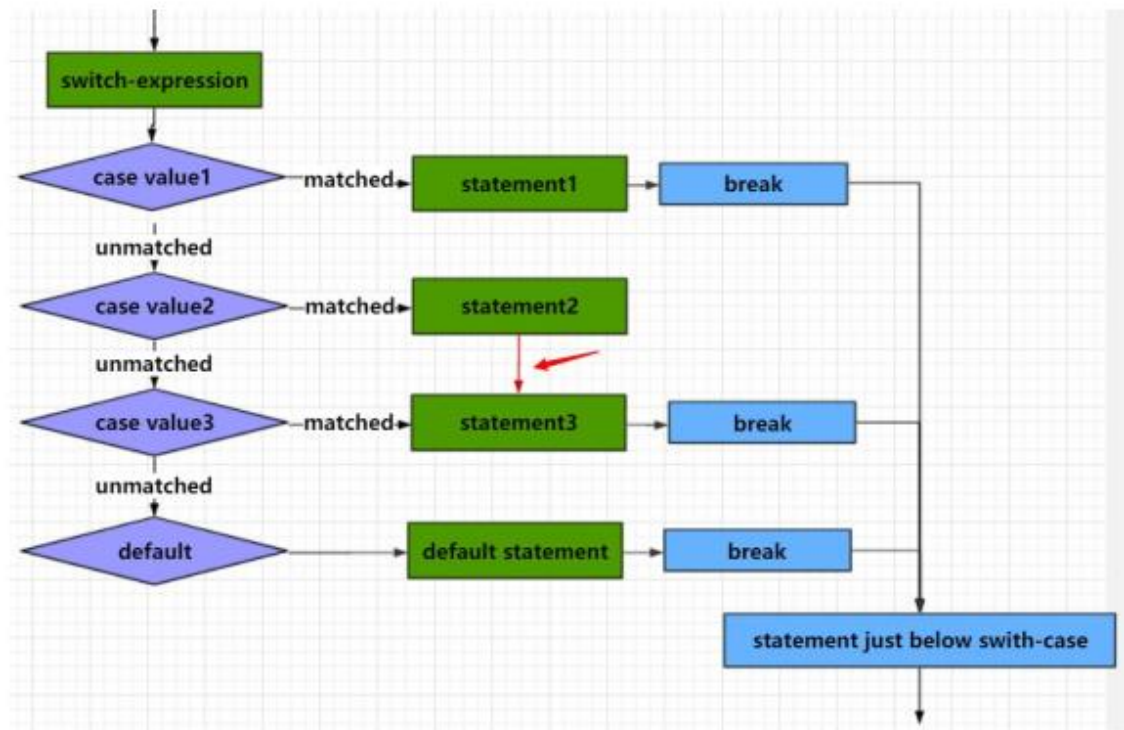 switch-expression
case value1
matched
statement1
break
unmatched
case value2
matched
statement2
unmatched
case value3
matched
statement3
break
unmatched
default
default statement
break
statement just below swith-case